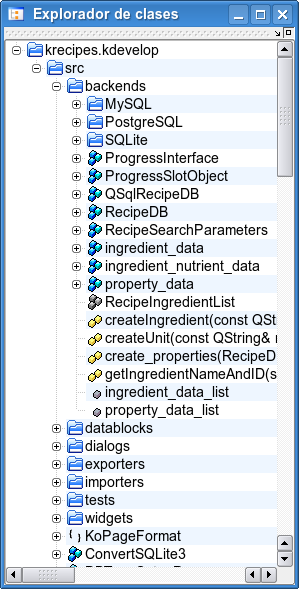 Explorador de clases
krecipes.kdevelop
src
backends
MySQL
PostgreSQL
SQLite
ProgressInterface
ProgressSlotObject
QSqlRecipeDB
RecipeDB
RecipeSearchParameters
ingredient_data
ingredient_nutrient_data
property_data
RecipeIngredientList
createIngredient(const QSt
createUnit(const QString& n
create_properties(RecipeD
getIngredientNameAndID(s
ingredient_data_list
property_data_list
datablocks
dialogs
exporters
importers
tests
widgets
KoPageFormat
ConvertSQLite3